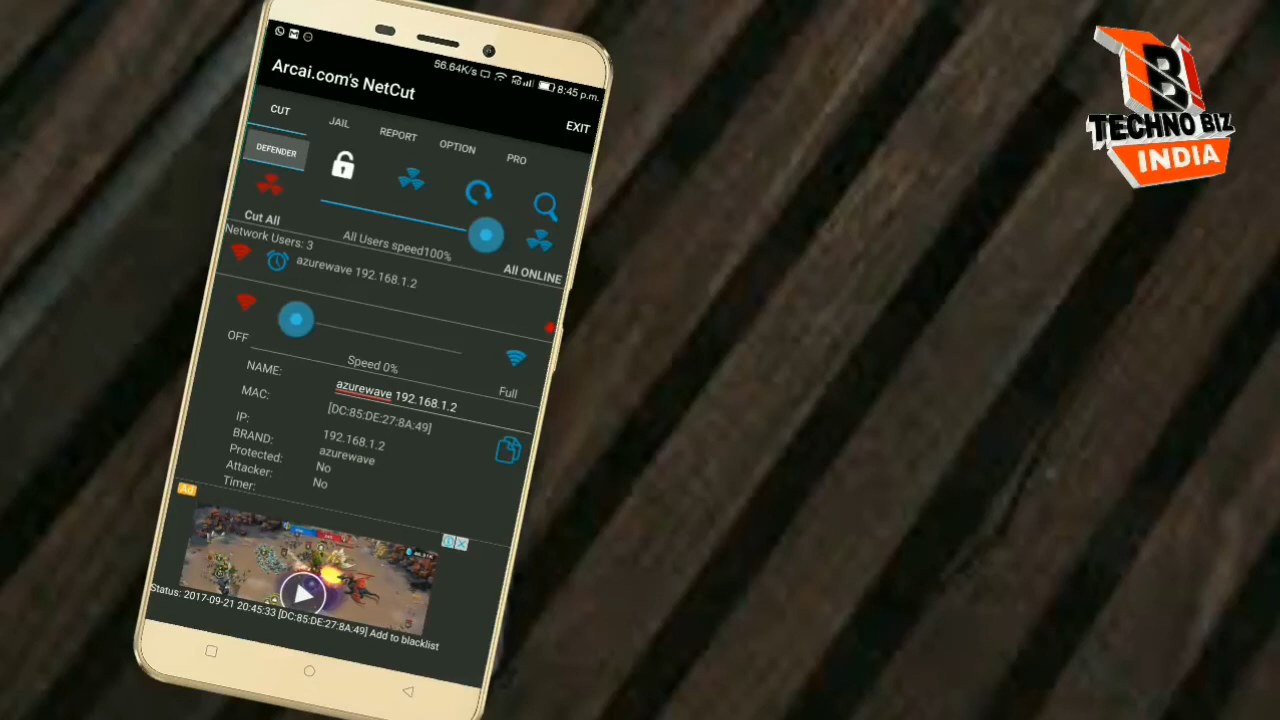 56.64K/s 8:45 p.m.
Arcai.com's NetCut
EXIT
CUT JAIL REPORT OPTION PRO
DEFENDER
Cut All
All Users speed100%
All ONLINE
Network Users: 3
azurewave 192.168.1.2
OFF
Speed 0%
Full
NAME: azurewave 192.168.1.2
MAC: [DC:85:DE:27:8A:49]
IP: 192.168.1.2
BRAND: azurewave
Protected: No
Attacker: No
Timer:
Ad
Status: 2017-09-21 20:45:33 [DC:85:DE:27:8A:49] Add to blacklist
TBI
TECHNO BIZ
INDIA